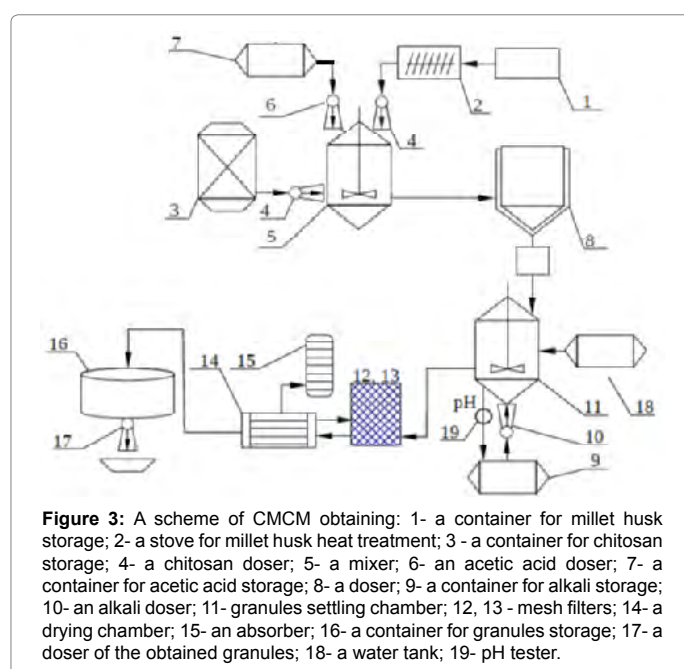 7
6
2
1
4
3
4
5
8
16
15
14
12, 13
pH
11
18
17
19
10
9
Figure 3: A scheme of CMCM obtaining: 1- a container for millet husk
storage; 2- a stove for millet husk heat treatment; 3 - a container for chitosan
storage; 4- a chitosan doser; 5- a mixer; 6- an acetic acid doser; 7- a
container for acetic acid storage; 8- a doser; 9- a container for alkali storage;
10- an alkali doser; 11- granules settling chamber; 12, 13 - mesh filters; 14- a
drying chamber; 15- an absorber; 16- a container for granules storage; 17- a
doser of the obtained granules; 18- a water tank; 19- pH tester.